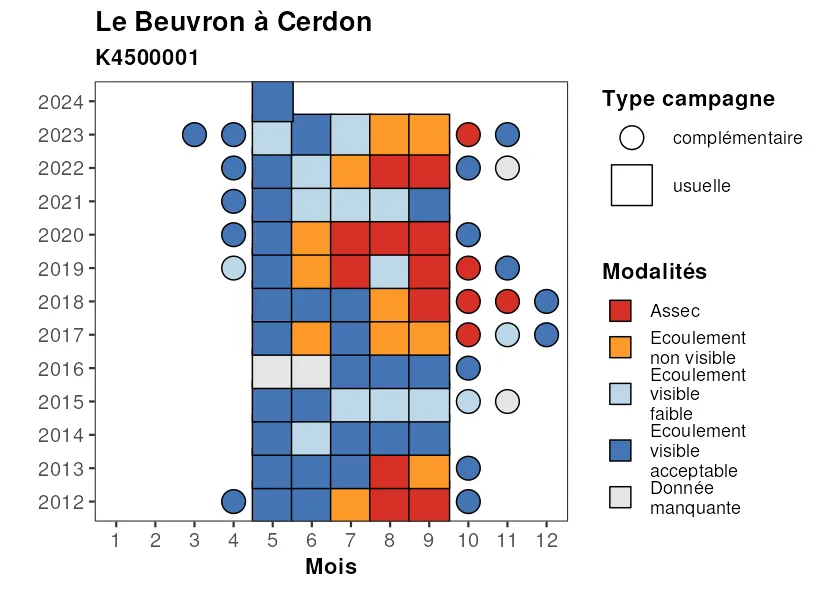 Le Beuvron à Cerdon
K4500001
2024
2023
2022
2021
2020
2019
2018
2017
2016
2015
2014
2013
2012
1 2 3 4 5 6 7 8 9 10 11 12
Mois
Type campagne
complémentaire
usuelle
Modalités
Assec
Ecoulement
non visible
Ecoulement
visible
faible
Ecoulement
visible
acceptable
Donnée
manquante